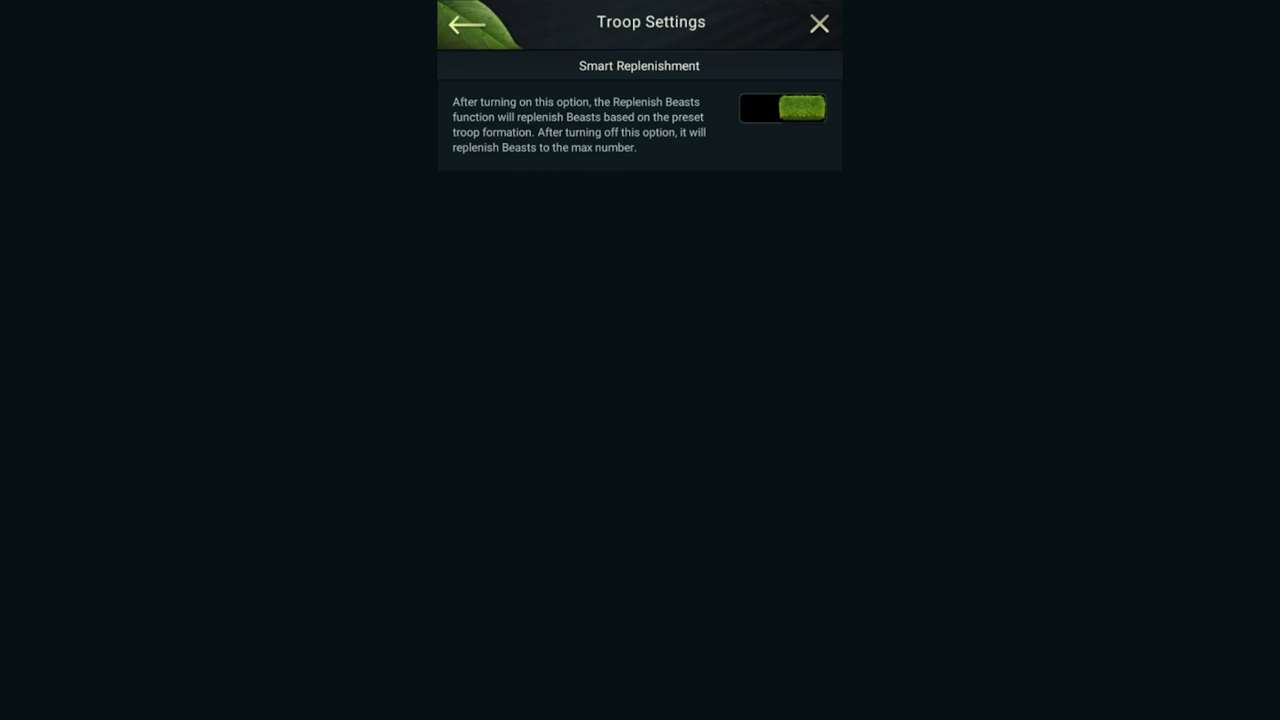 Troop Settings
Smart Replenishment
After turning on this option, the Replenish Beasts
function will replenish Beasts based on the preset
troop formation. After turning off this option, it will
replenish Beasts to the max number.